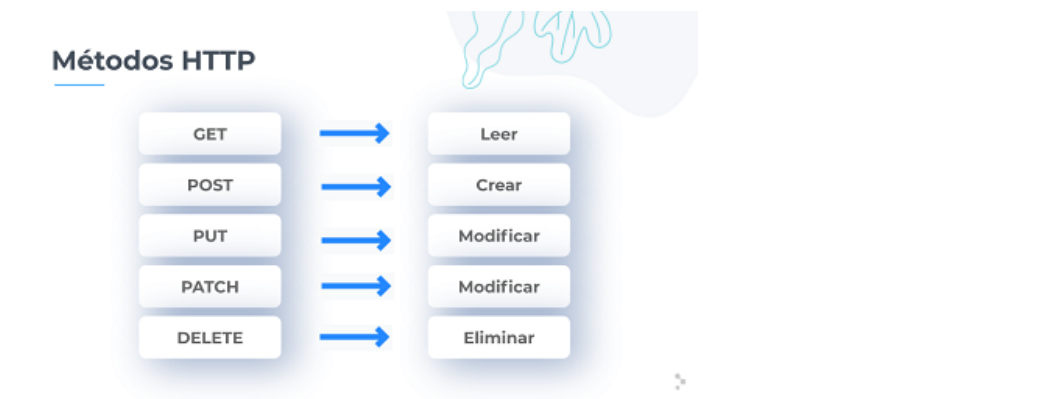 Métodos HTTP
GET
Leer
POST
Crear
PUT
Modificar
PATCH
Modificar
DELETE
Eliminar